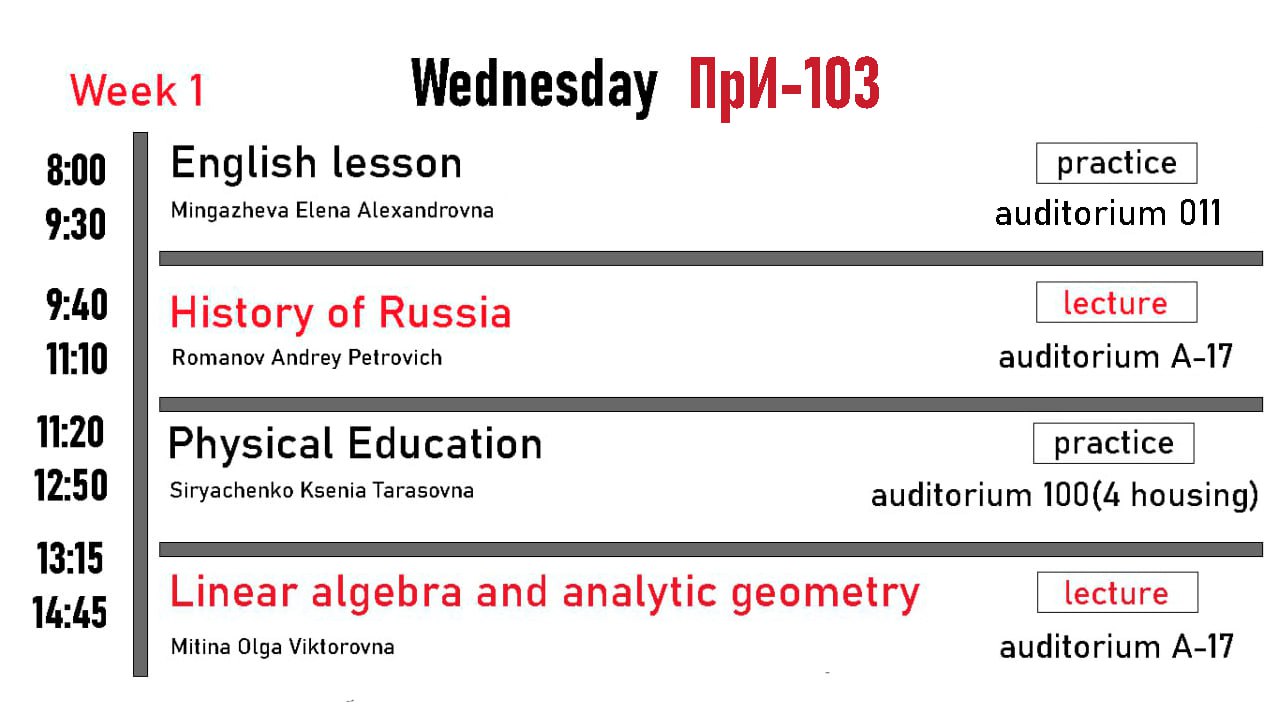 Week 1
Wednesday ПрИ-103
8:00
9:30
English lesson
Mingazheva Elena Alexandrovna
practice
auditorium 011
9:40
11:10
History of Russia
Romanov Andrey Petrovich
lecture
auditorium A-17
11:20
12:50
Physical Education
Siryachenko Ksenia Tarasovna
practice
auditorium 100(4 housing)
13:15
14:45
Linear algebra and analytic geometry
Mitina Olga Viktorovna
lecture
auditorium A-17